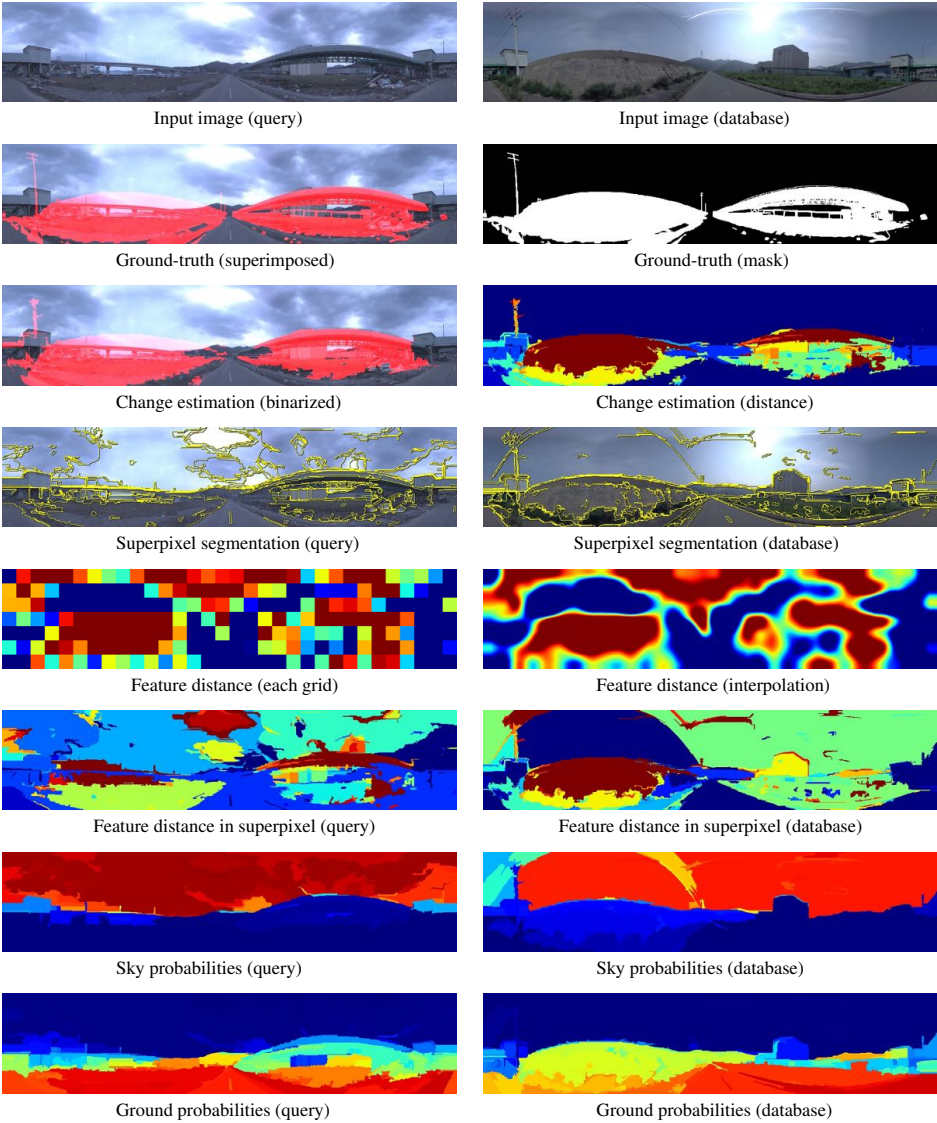 Input image (query)
Input image (database)
Ground-truth (superimposed)
Ground-truth (mask)
Change estimation (binarized)
Change estimation (distance)
Superpixel segmentation (query)
Superpixel segmentation (database)
Feature distance (each grid)
Feature distance (interpolation)
Feature distance in superpixel (query)
Feature distance in superpixel (database)
Sky probabilities (query)
Sky probabilities (database)
Ground probabilities (query)
Ground probabilities (database)